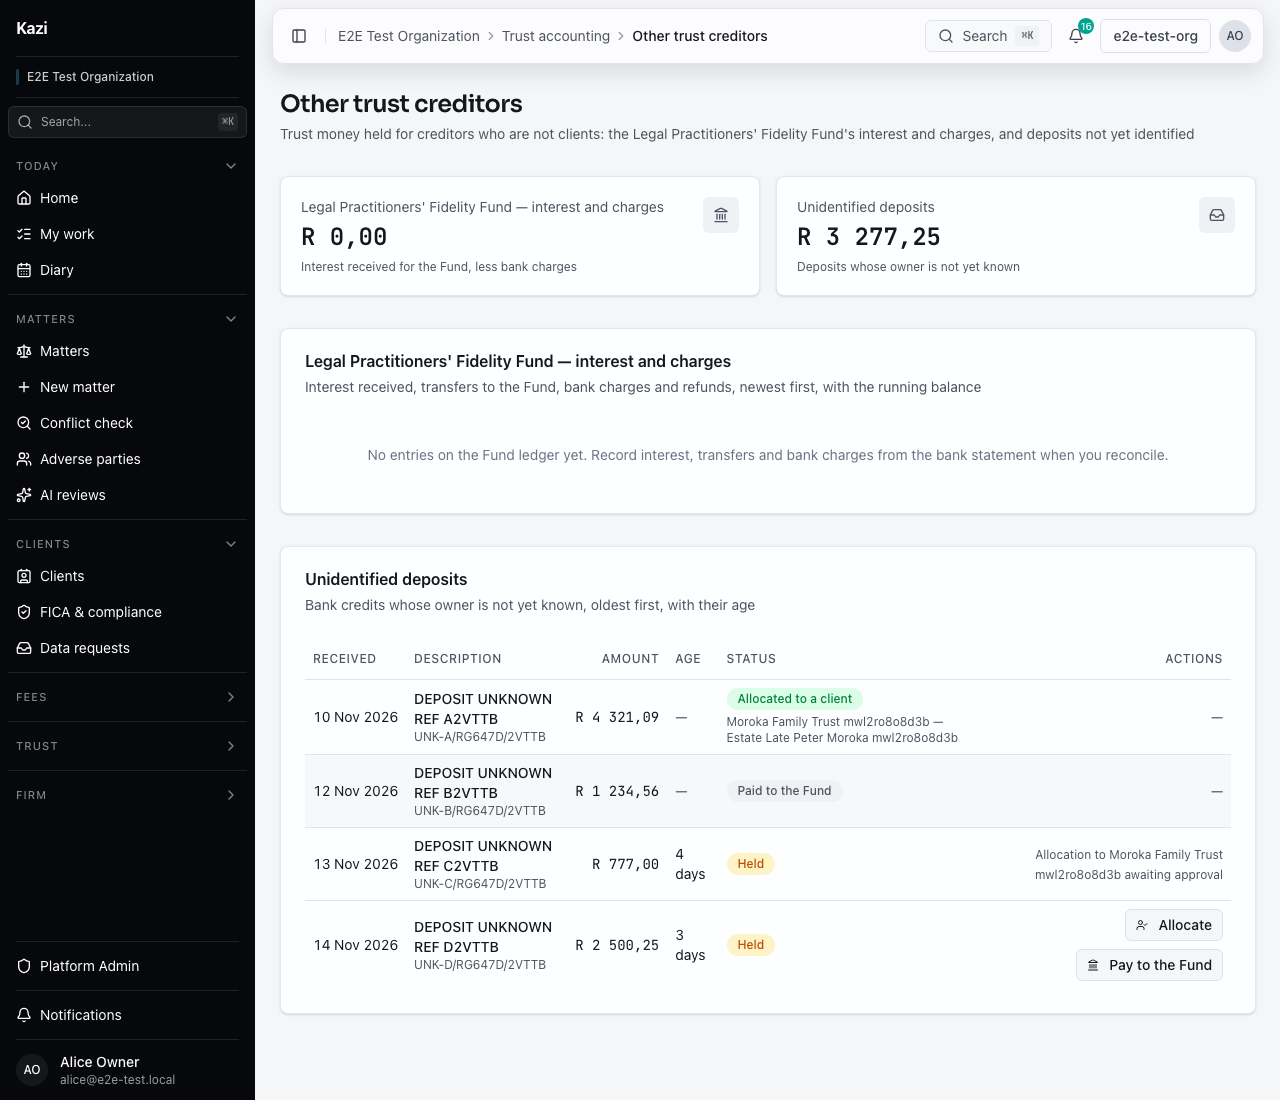 Kazi
E2E Test Organization
Search... ⌘K
TODAY
Home
My work
Diary
MATTERS
Matters
New matter
Conflict check
Adverse parties
AI reviews
CLIENTS
Clients
FICA & compliance
Data requests
FEES
TRUST
FIRM
Platform Admin
Notifications
AO Alice Owner
alice@e2e-test.local
E2E Test Organization > Trust accounting > Other trust creditors
Search ⌘K 16 e2e-test-org AO
Other trust creditors
Trust money held for creditors who are not clients: the Legal Practitioners' Fidelity Fund's interest and charges, and deposits not yet identified
Legal Practitioners' Fidelity Fund — interest and charges
R 0,00
Interest received for the Fund, less bank charges
Unidentified deposits
R 3 277,25
Deposits whose owner is not yet known
Legal Practitioners' Fidelity Fund — interest and charges
Interest received, transfers to the Fund, bank charges and refunds, newest first, with the running balance
No entries on the Fund ledger yet. Record interest, transfers and bank charges from the bank statement when you reconcile.
Unidentified deposits
Bank credits whose owner is not yet known, oldest first, with their age
RECEIVED DESCRIPTION AMOUNT AGE STATUS ACTIONS
10 Nov 2026 DEPOSIT UNKNOWN
REF A2VTTB
UNK-A/RG647D/2VTTB
R 4 321,09 — Allocated to a client
Moroka Family Trust mwl2ro8o8d3b —
Estate Late Peter Moroka mwl2ro8o8d3b
—
12 Nov 2026 DEPOSIT UNKNOWN
REF B2VTTB
UNK-B/RG647D/2VTTB
R 1 234,56 — Paid to the Fund —
13 Nov 2026 DEPOSIT UNKNOWN
REF C2VTTB
UNK-C/RG647D/2VTTB
R 777,00 4
days
Held
Allocation to Moroka Family Trust
mwl2ro8o8d3b awaiting approval
14 Nov 2026 DEPOSIT UNKNOWN
REF D2VTTB
UNK-D/RG647D/2VTTB
R 2 500,25 3
days
Held
Allocate
Pay to the Fund